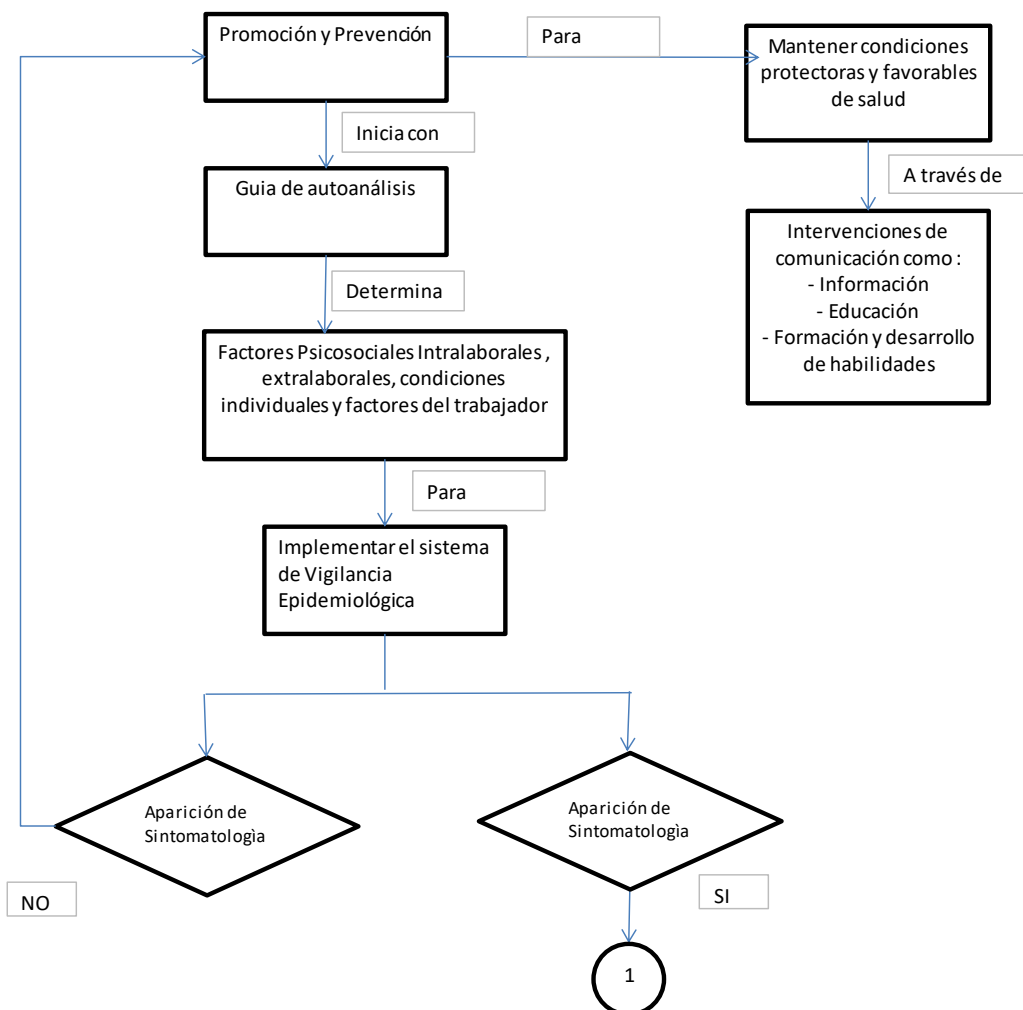 Promoción y Prevención
Para
Mantener condiciones
protectoras y favorables
de salud
Inicia con
A través de
Guia de autoanálisis
Intervenciones de
comunicación como :
- Información
- Educación
- Formación y desarrollo
de habilidades
Determina
Factores Psicosociales Intralaborales ,
extralaborales, condiciones
individuales y factores del trabajador
Para
Implementar el sistema
de Vigilancia
Epidemiológica
Aparición de
Sintomatologìa
Aparición de
Sintomatologìa
NO
SI
1